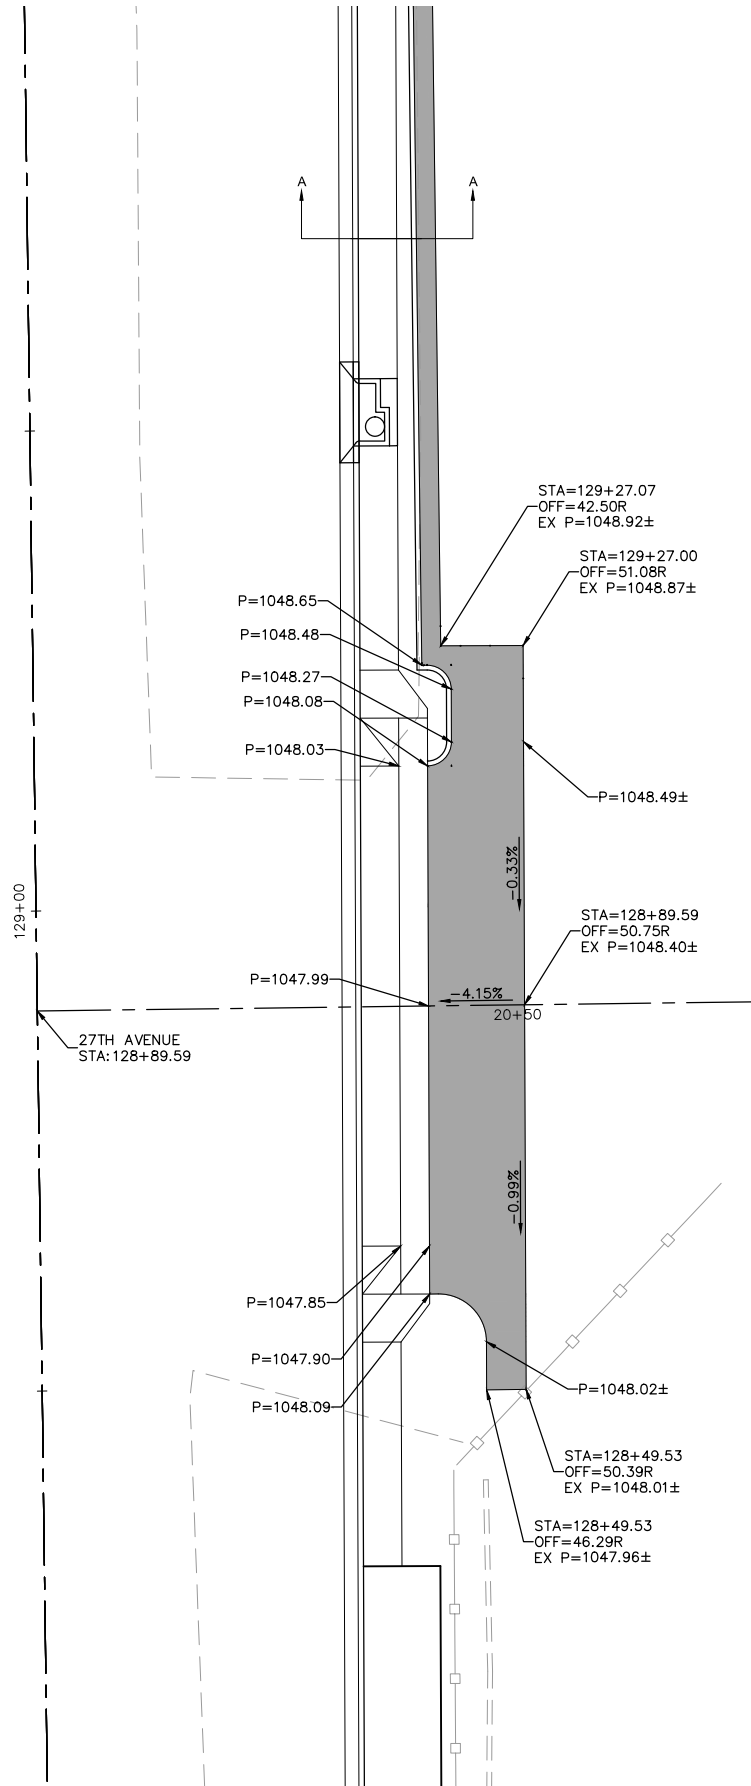 A
A
STA=129+27.07
OFF=42.50R
EX P=1048.92±
STA=129+27.00
OFF=51.08R
EX P=1048.87±
P=1048.65
P=1048.48
P=1048.27
P=1048.08
P=1048.03
P=1048.49±
-0.33%
129+00
STA=128+89.59
OFF=50.75R
EX P=1048.40±
P=1047.99
-4.15%
20+50
27TH AVENUE
STA:128+89.59
-0.99%
P=1047.85
P=1047.90
P=1048.02±
P=1048.09
STA=128+49.53
OFF=50.39R
EX P=1048.01±
STA=128+49.53
OFF=46.29R
EX P=1047.96±